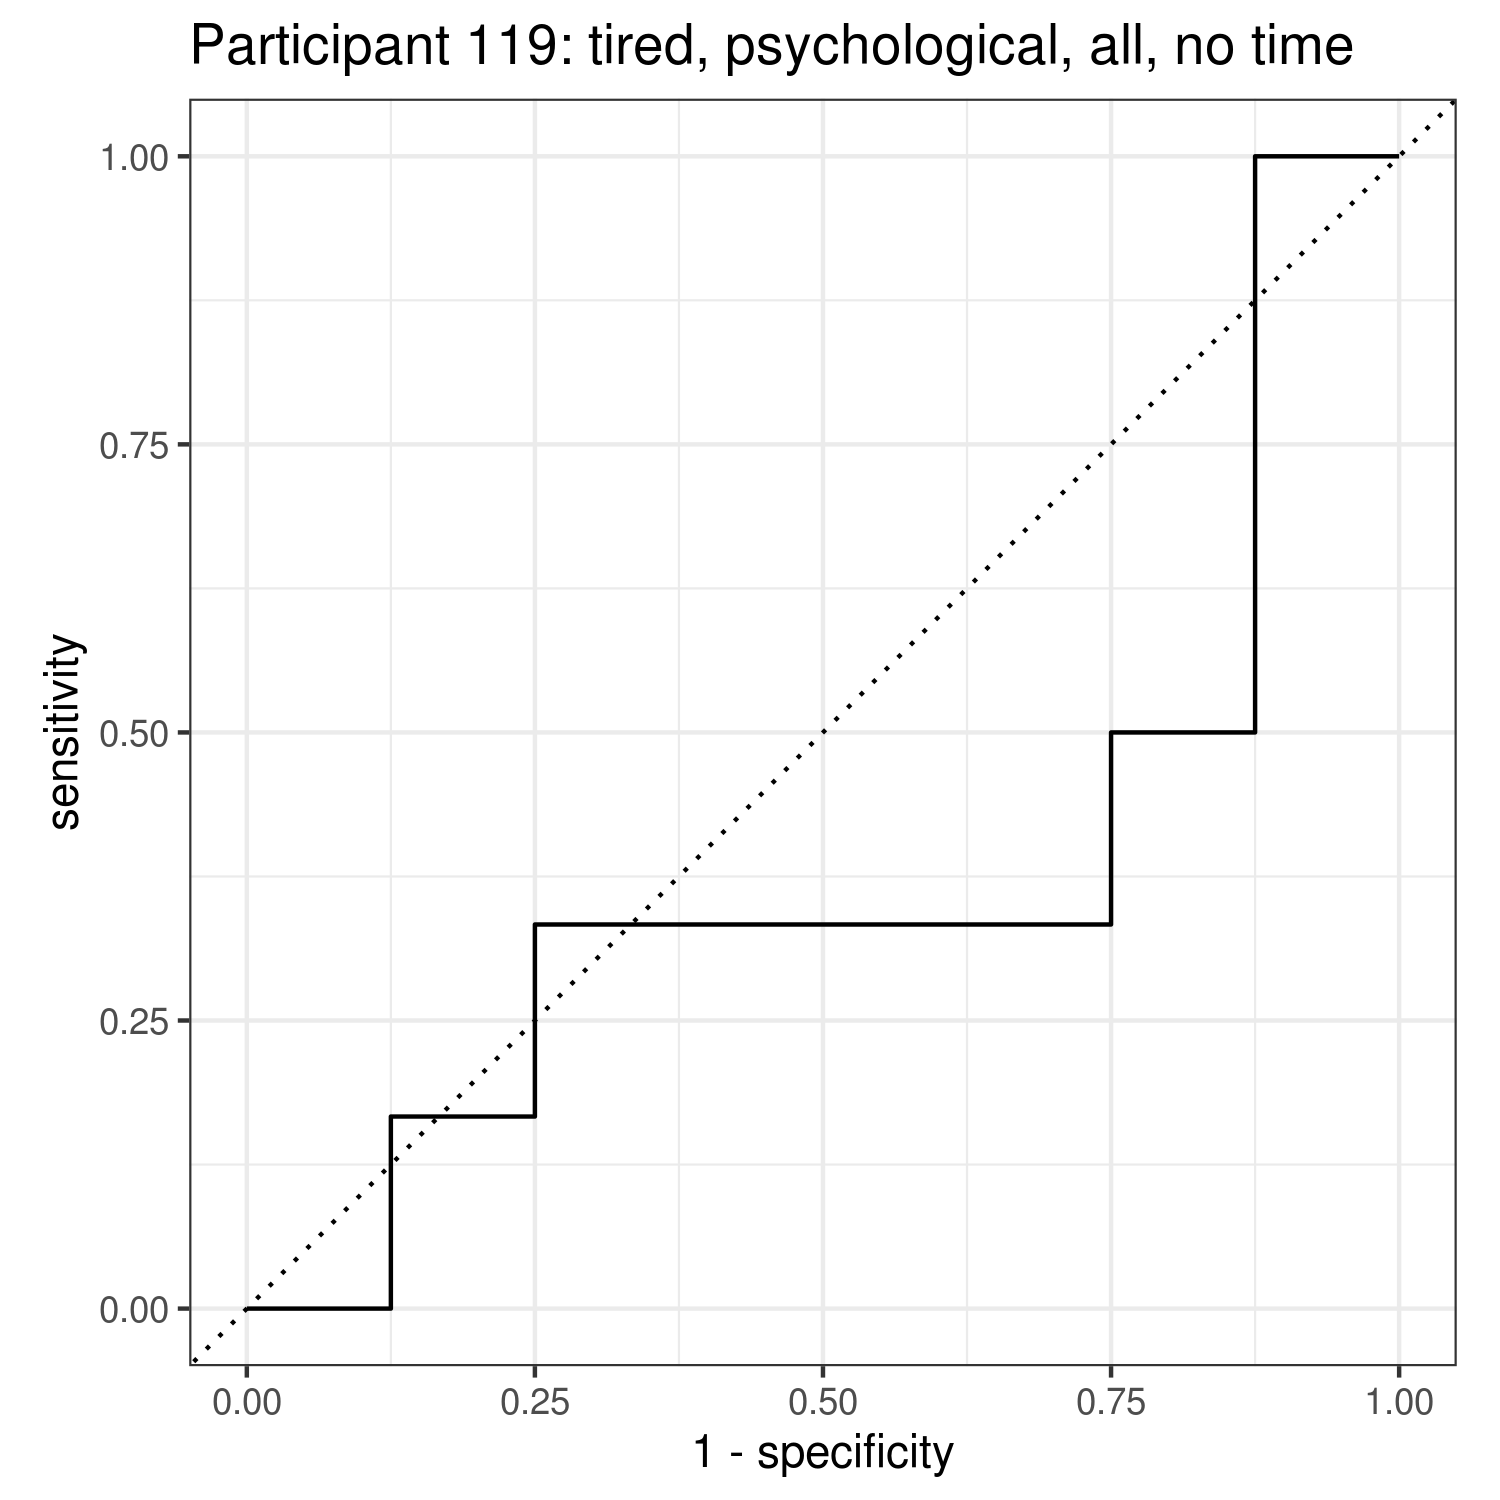 Participant 119: tired, psychological, all, no time
1.00
0.75
0.50
0.25
0.00
sensitivity
0.00 0.25 0.50 0.75 1.00
1 - specificity